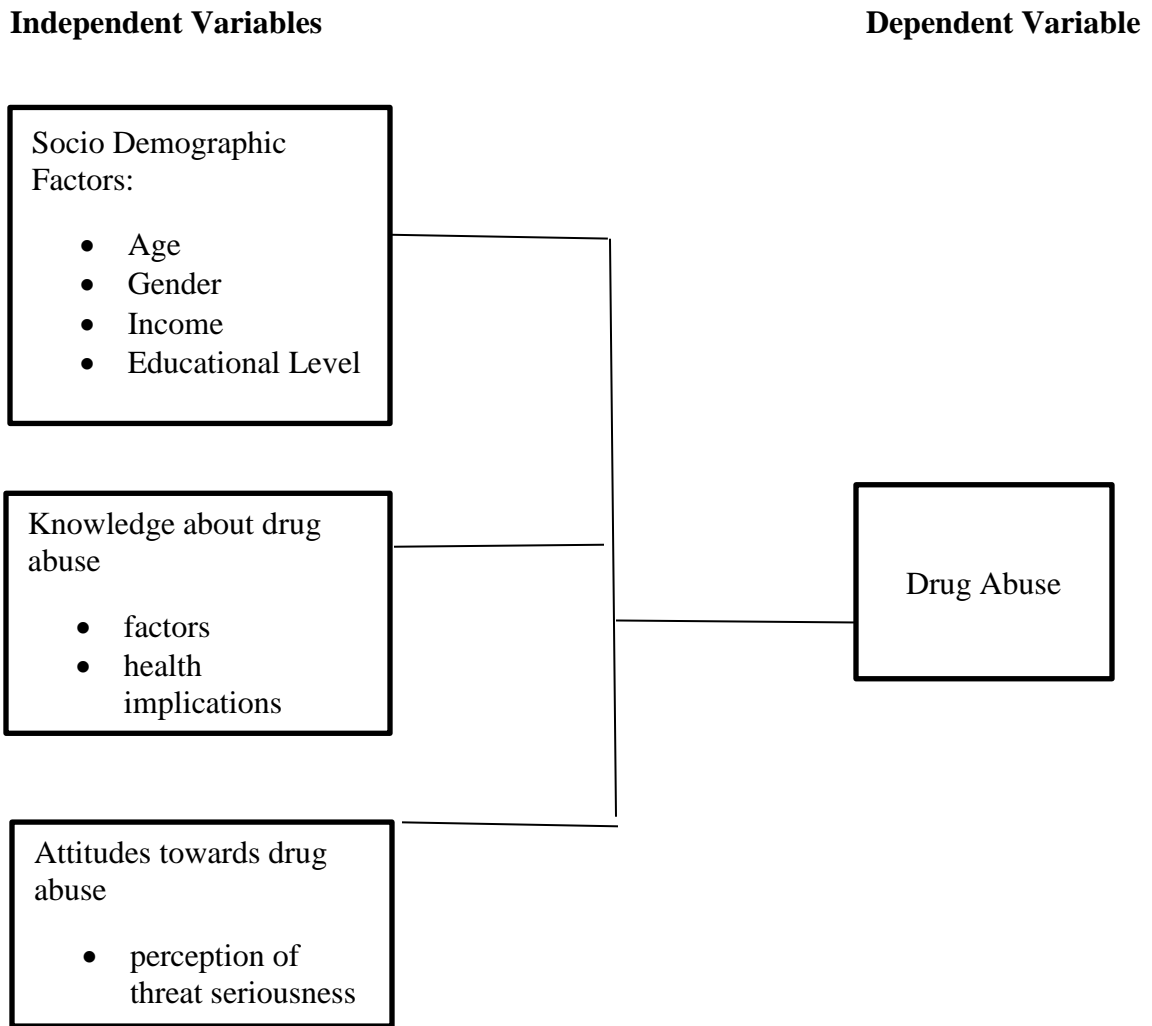 Independent Variables
Dependent Variable
Socio Demographic
Factors:
• Age
• Gender
• Income
• Educational Level
Knowledge about drug
abuse
• factors
• health
implications
Drug Abuse
Attitudes towards drug
abuse
• perception of
threat seriousness